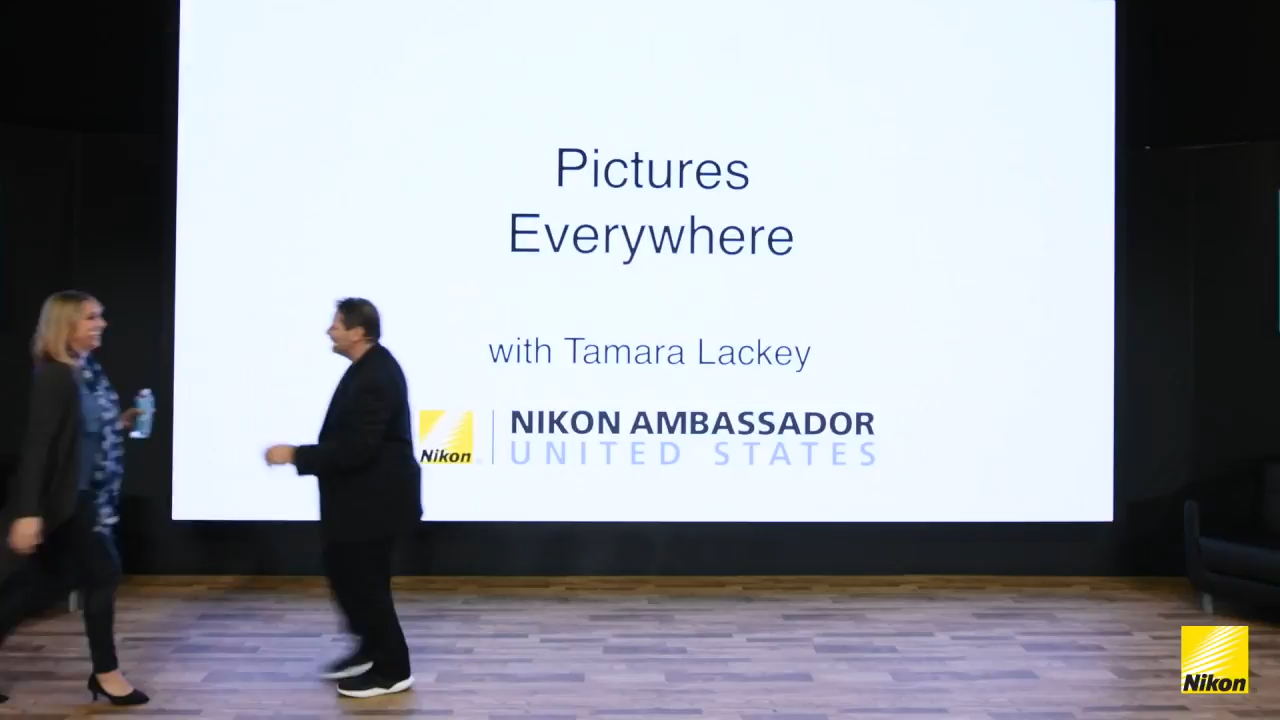 Pictures
Everywhere
with Tamara Lackey
Nikon
NIKON AMBASSADOR
UNITED STATES
Nikon